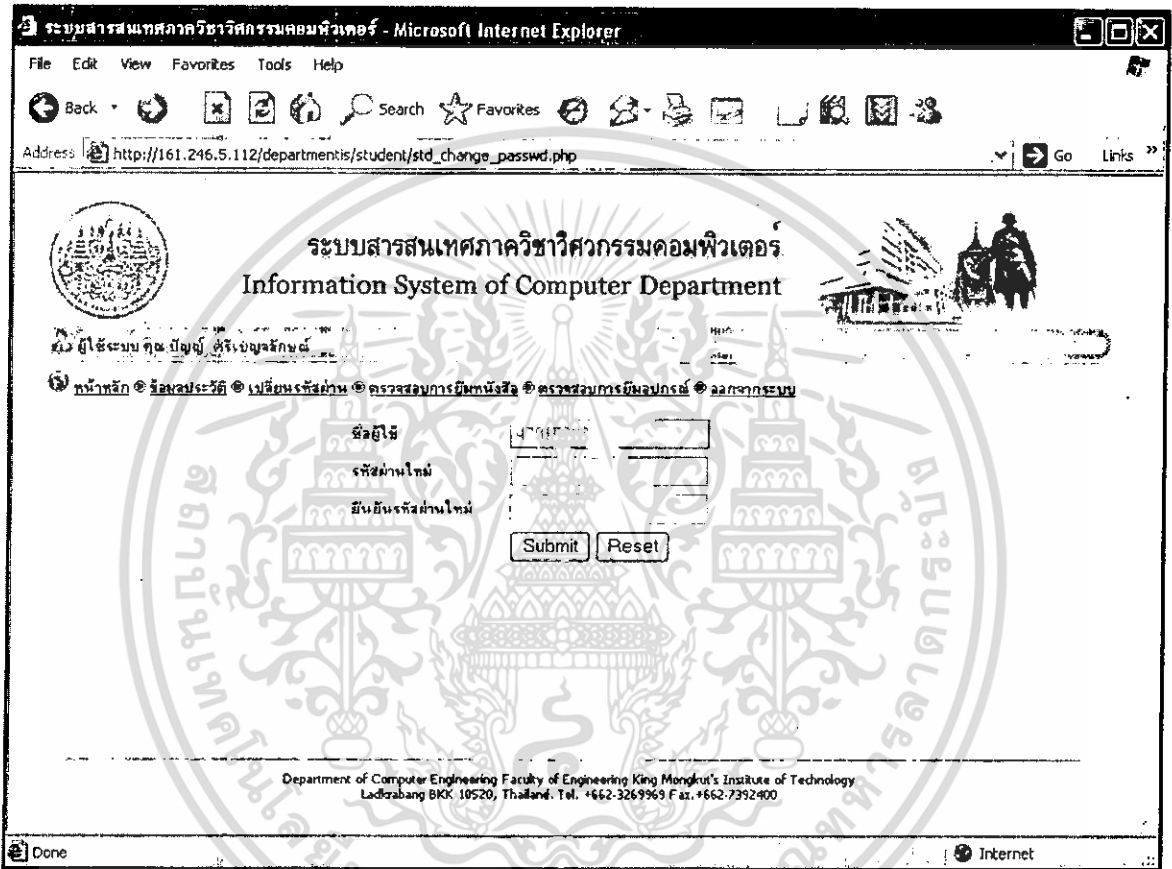 ระบบสารสนเทศภาควิชาวิศกรรมคอมพิวเตอร์ - Microsoft Internet Explorer
File Edit View Favorites Tools Help
Back Search Favorites
Address http://161.246.5.112/departmentis/student/std_change_passwd.php Go Links »
ระบบสารสนเทศภาควิชาวิศวกรรมคอมพิวเตอร์
Information System of Computer Department
ผู้ใช้ระบบ คุณ ปัญญ์
หน้าหลัก ข้อมูลประวัติ เปลี่ยนรหัสผ่าน ตรวจสอบการยืมหนังสือ ตรวจสอบการยืมอุปกรณ์ ออกจากระบบ
ชื่อผู้ใช้
รหัสผ่านใหม่
ยืนยันรหัสผ่านใหม่
Submit Reset
Department of Computer Engineering Faculty of Engineering King Mongkut's Institute of Technology
Ladkrabang BKK 10520, Thailand. Tel. +662-3269969 Fax.+662-7392400
Done Internet